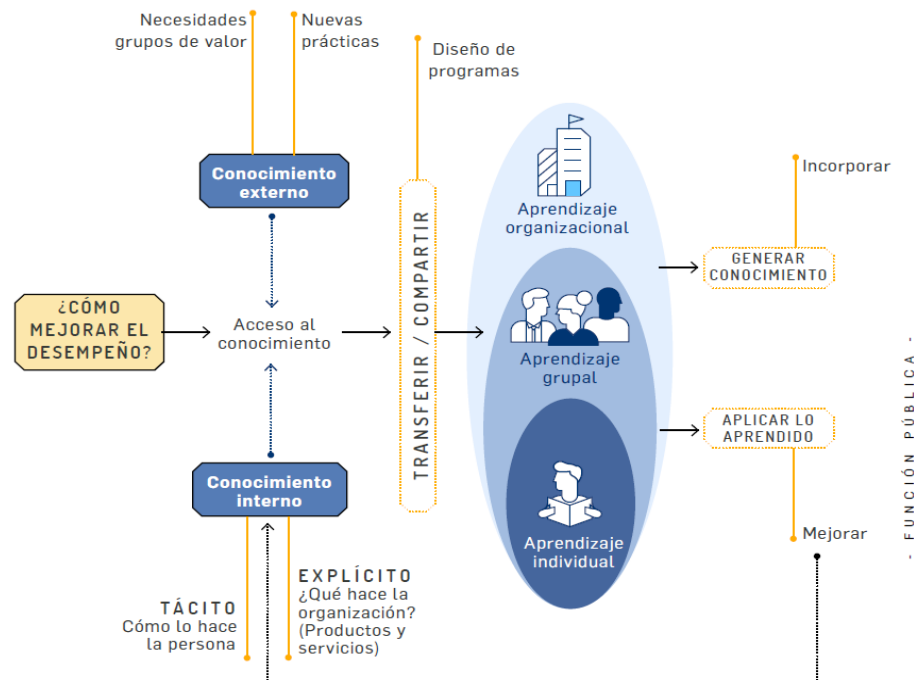 Necesidades
grupos de valor
Nuevas
prácticas
Diseño de
programas
Conocimiento
externo
Aprendizaje
organizacional
Incorporar
GENERAR
CONOCIMIENTO
¿CÓMO
MEJORAR EL
DESEMPEÑO?
Acceso al
conocimiento
TRANSFERIR / COMPARTIR
Aprendizaje
grupal
APLICAR LO
APRENDIDO
Conocimiento
interno
Aprendizaje
individual
Mejorar
TÁCITO
Cómo lo hace
la persona
EXPLÍCITO
¿Qué hace la
organización?
(Productos y
servicios)
- FUNCIÓN PÚBLICA -